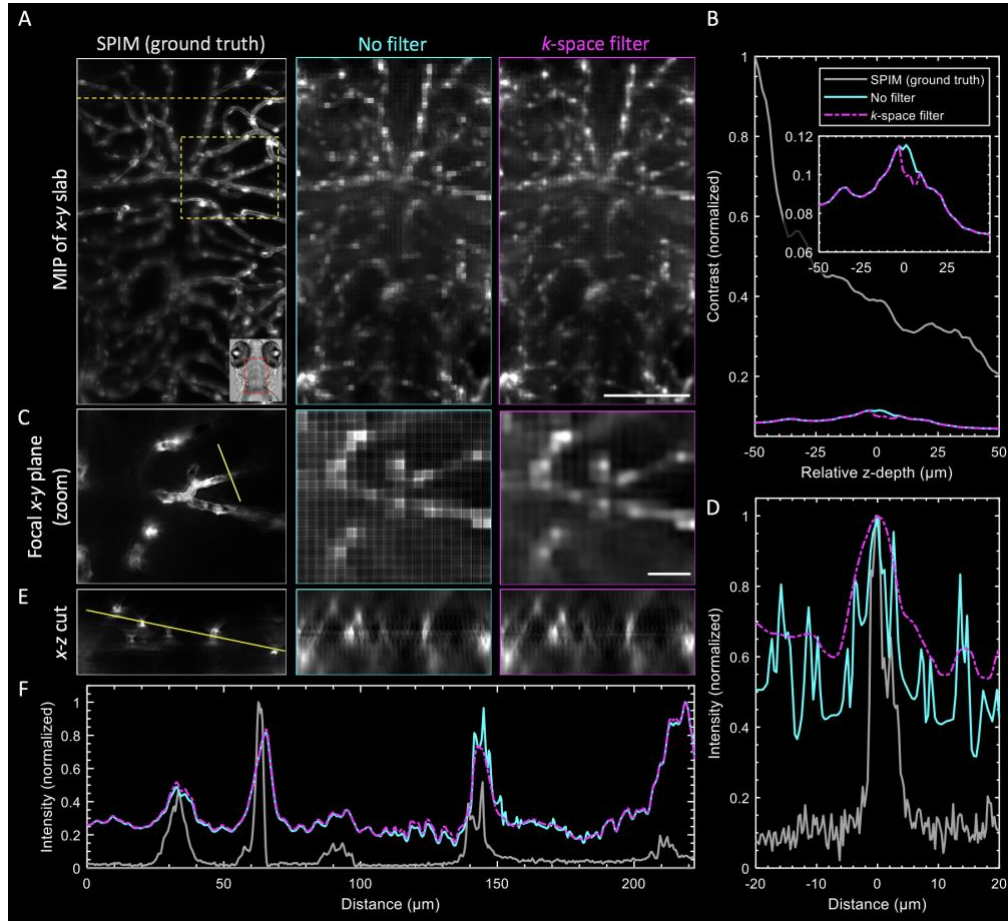 A
SPIM (ground truth)
No filter
k-space filter
MIP of x-y slab
B
SPIM (ground truth)
No filter
k-space filter
0.12
0.1
0.08
0.06
-50
-25
0
25
1
0.8
0.6
0.4
0.2
Contrast (normalized)
-50
-25
0
25
50
Relative z-depth (µm)
C
Focal x-y plane
(zoom)
D
1
0.8
0.6
0.4
0.2
0
Intensity (normalized)
-20
-10
0
10
20
Distance (µm)
E
x-z cut
F
1
0.8
0.6
0.4
0.2
0
Intensity (normalized)
0
50
100
150
200
Distance (µm)